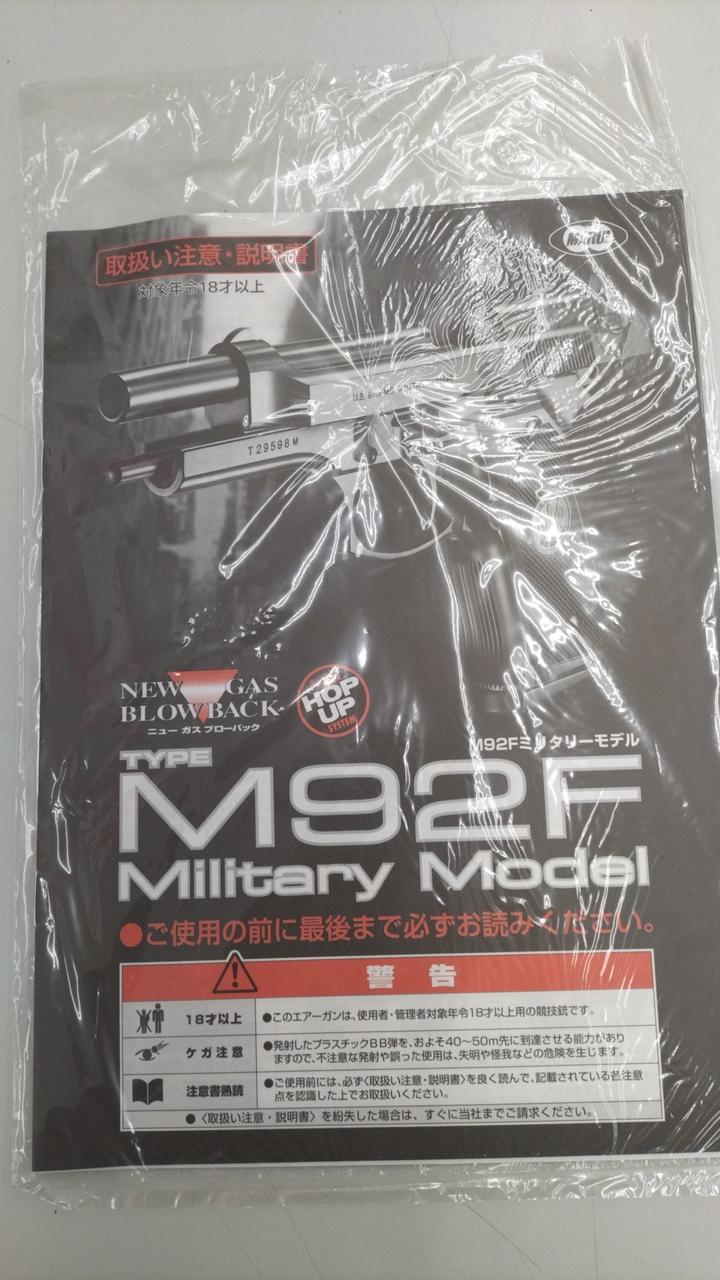 取扱い注意・説明書
対象年令18才以上
MARUI
T29598M
NEW GAS
BLOWBACK
ニュー ガス ブローバック
HOP
UP
SYSTEM
M92Fミリタリーモデル
TYPE
M92F
Military Model
●ご使用の前に最後まで必ずお読みください。
警告
18才以上
●このエアーガンは、使用者・管理者対象年令18才以上用の競技銃です。
ケガ注意
●発射したプラスチックBB弾を、およそ40〜50m先に到達させる能力があり
ますので、不注意な発射や誤った使用は、失明や怪我などの危険を生じます。
注意書熟読
●ご使用前には、必ず〈取扱い注意・説明書〉を良く読んで、記載されている各注意
点を認識した上でお取扱いください。
●〈取扱い注意・説明書〉を紛失した場合は、すぐに当社までご請求ください。